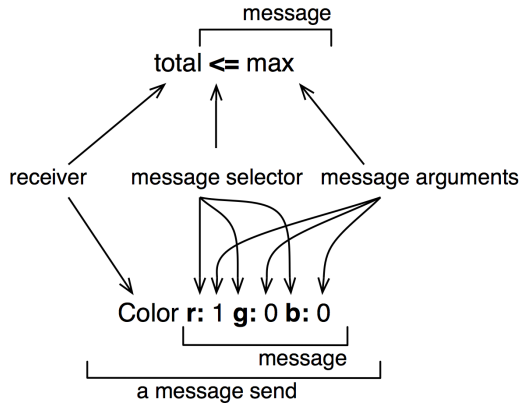 message
total <= max
receiver message selector message arguments
Color r: 1 g: 0 b: 0
message
a message send